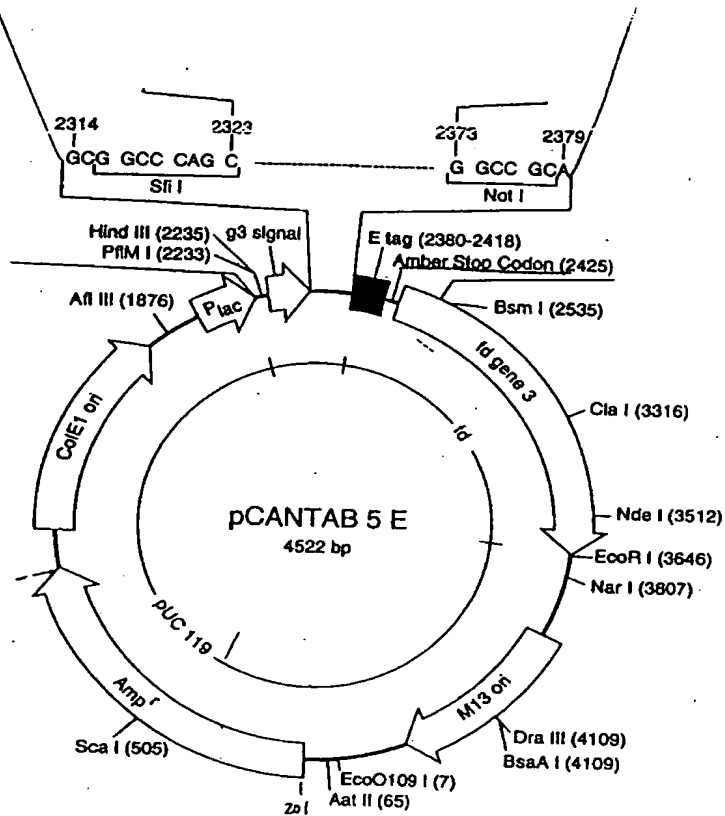 2314
2323
2373
2379
GCG GCC CAG C
G GCC GCA
Sfi I
Not I
Hind III (2235)
PflM I (2233)
g3 signal
E tag (2380-2418)
Amber Stop Codon (2425)
Afl III (1876)
Plac
Bsm I (2535)
fd gene 3
ColE1 ori
fd
Cla I (3316)
pCANTAB 5 E
4522 bp
Nde I (3512)
EcoR I (3646)
Nar I (3807)
pUC 119
Amp r
M13 ori
Sca I (505)
Dra III (4109)
BsaA I (4109)
EcoO109 I (7)
Aat II (65)